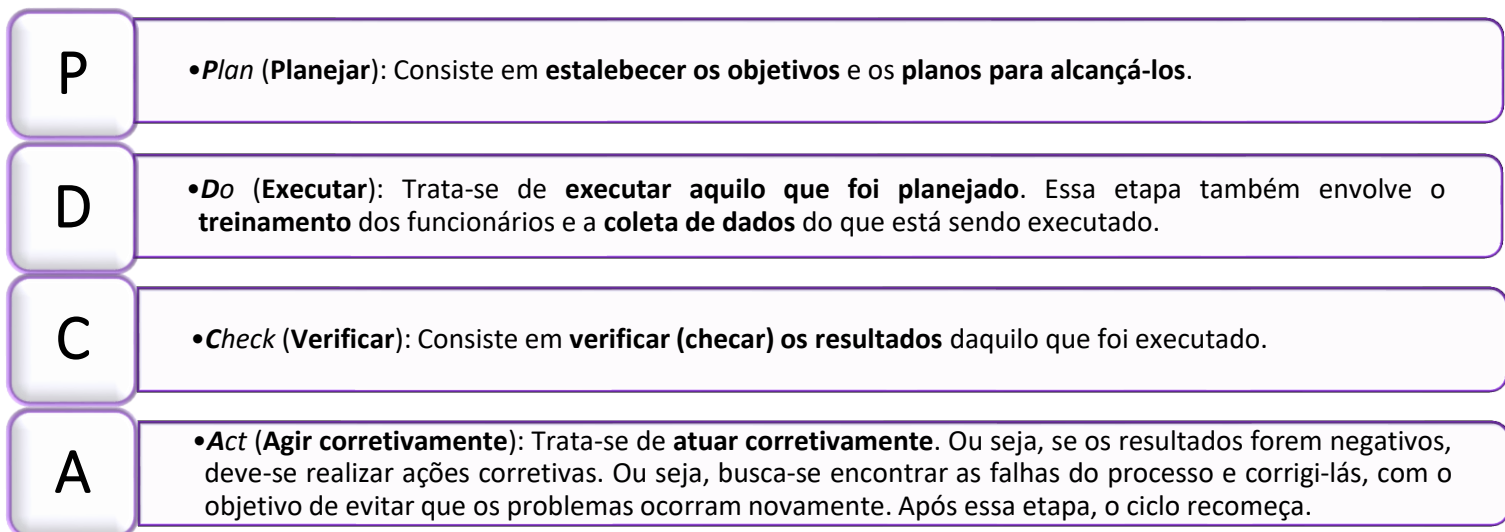 P
•Plan (Planejar): Consiste em estalebecer os objetivos e os planos para alcançá-los.
D
•Do (Executar): Trata-se de executar aquilo que foi planejado. Essa etapa também envolve o
treinamento dos funcionários e a coleta de dados do que está sendo executado.
C
•Check (Verificar): Consiste em verificar (checar) os resultados daquilo que foi executado.
A
•Act (Agir corretivamente): Trata-se de atuar corretivamente. Ou seja, se os resultados forem negativos,
deve-se realizar ações corretivas. Ou seja, busca-se encontrar as falhas do processo e corrigi-lás, com o
objetivo de evitar que os problemas ocorram novamente. Após essa etapa, o ciclo recomeça.